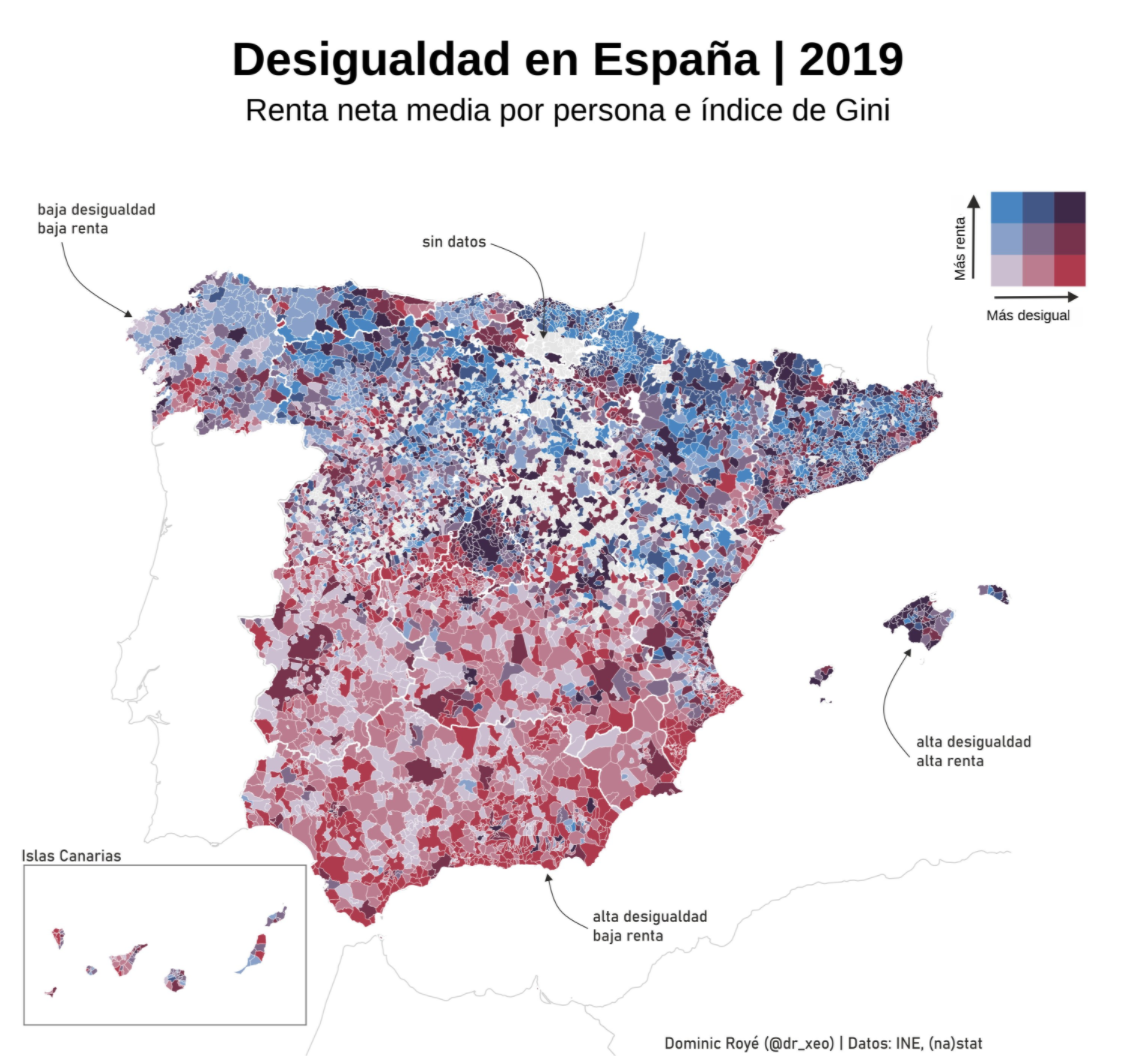 Desigualdad en España | 2019
Renta neta media por persona e índice de Gini
baja desigualdad
baja renta
sin datos
Más renta
Más desigual
alta desigualdad
alta renta
Islas Canarias
alta desigualdad
baja renta
Dominic Royé (@dr_xeo) | Datos: INE, (na)stat